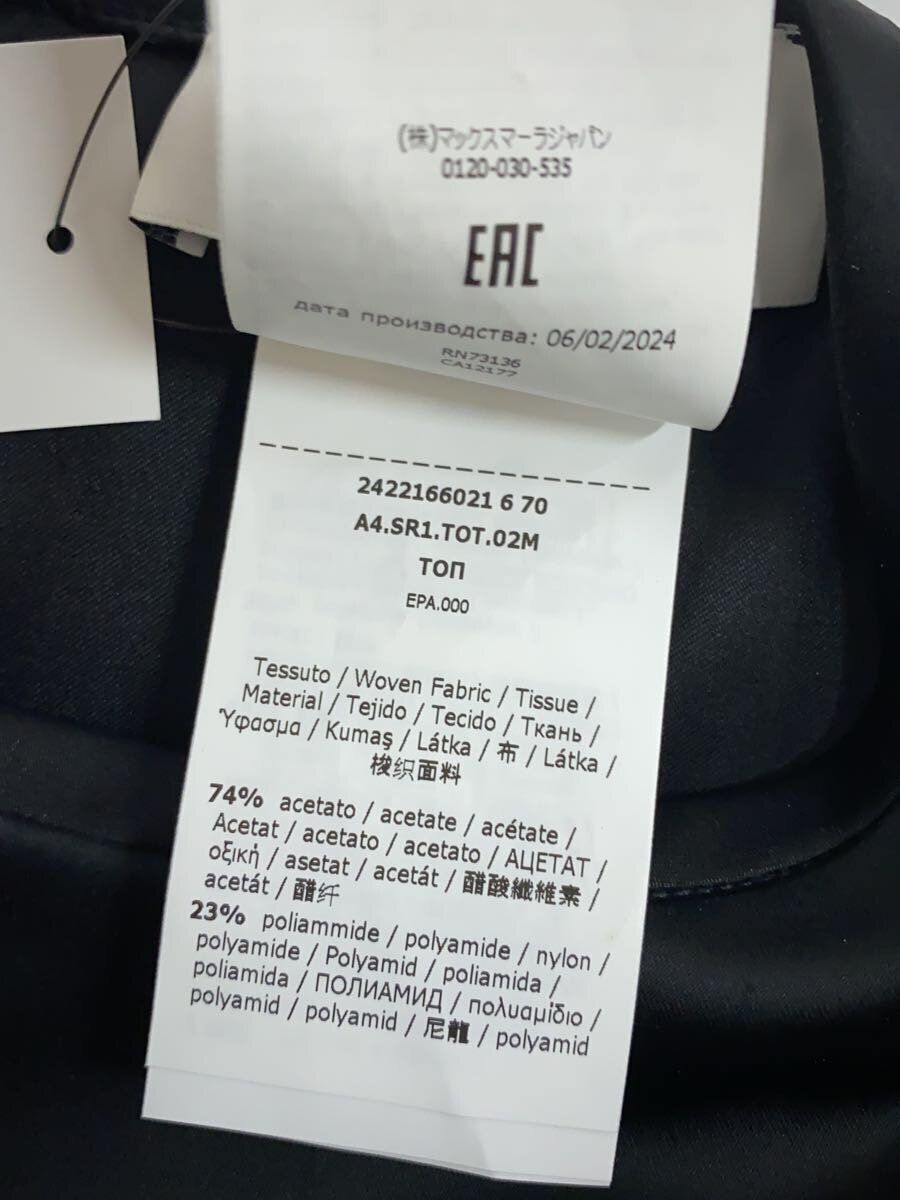 (株)マックスマーラジャパン
0120-030-535
EAC
дата производства: 06/02/2024
RN73136
CA12177
2422166021 6 70
A4.SR1.TOT.02M
ТОП
EPA.000
Tessuto / Woven Fabric / Tissue /
Material / Tejido / Tecido / Ткань /
Ύφασμα / Kumaş / Látka / 布 / Látka /
梭织面料
74% acetato / acetate / acétate /
Acetat / acetato / acetato / АЦЕТАТ /
οξική / asetat / acetát / 醋酸纖維素 /
acetát / 醋纤
23% poliammide / polyamide / nylon /
polyamide / Polyamid / poliamida /
poliamida / ПОЛИАМИД / πολυαμίδιο /
polyamid / polyamid / 尼龍 / polyamid